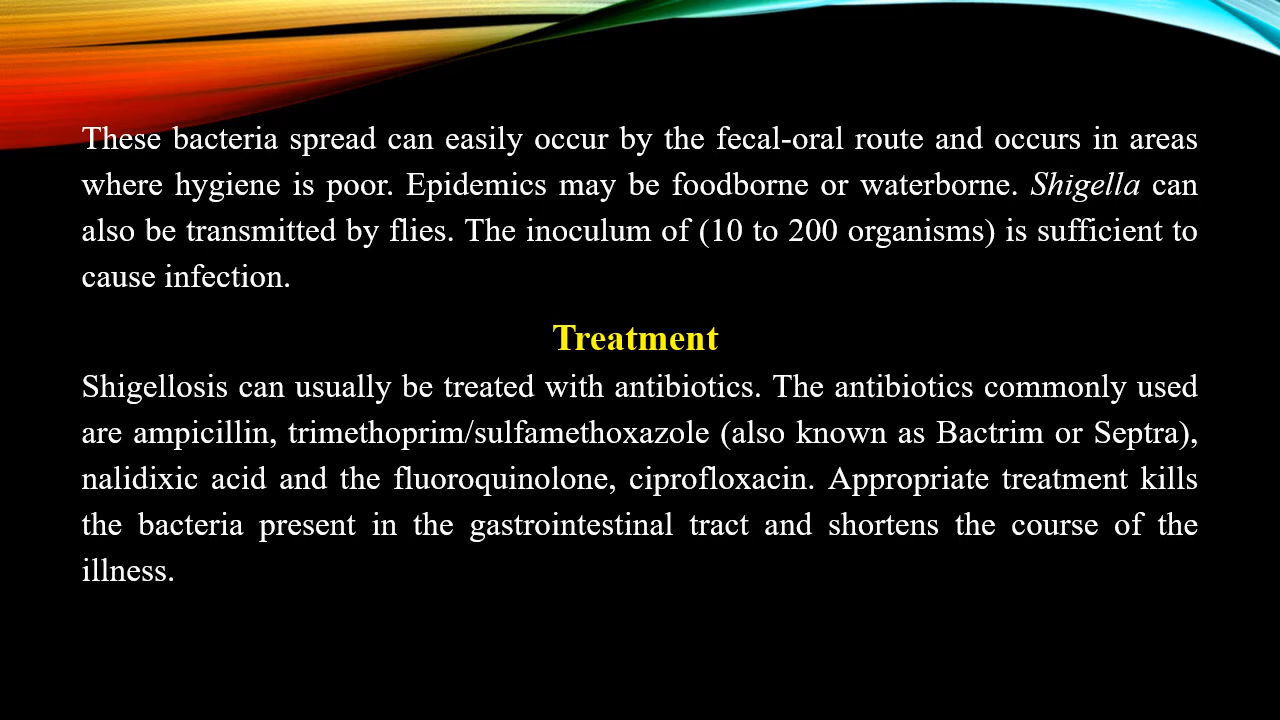 These bacteria spread can easily occur by the fecal-oral route and occurs in areas
where hygiene is poor. Epidemics may be foodborne or waterborne. Shigella can
also be transmitted by flies. The inoculum of (10 to 200 organisms) is sufficient to
cause infection.
Treatment
Shigellosis can usually be treated with antibiotics. The antibiotics commonly used
are ampicillin, trimethoprim/sulfamethoxazole (also known as Bactrim or Septra),
nalidixic acid and the fluoroquinolone, ciprofloxacin. Appropriate treatment kills
the bacteria present in the gastrointestinal tract and shortens the course of the
illness.